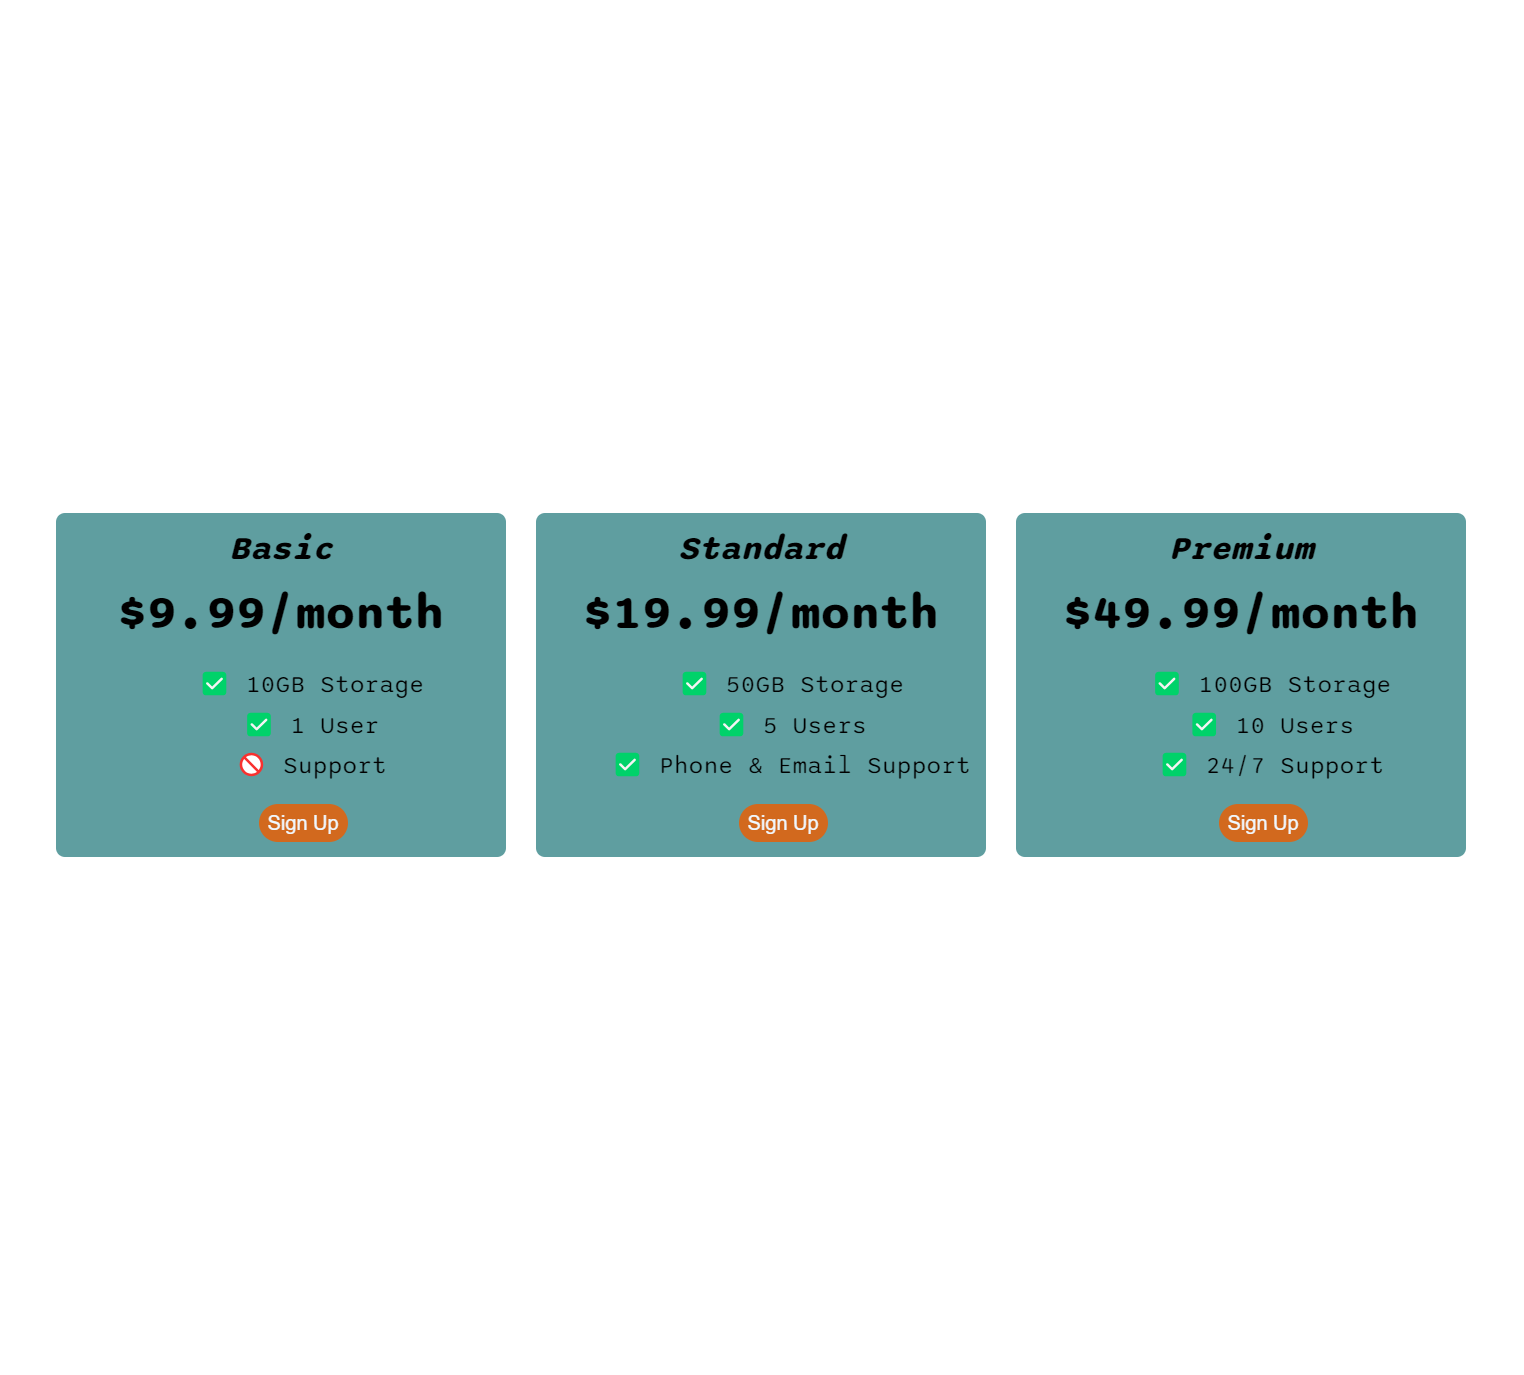 Basic
$9.99/month
✅ 10GB Storage
✅ 1 User
🚫 Support
Sign Up
Standard
$19.99/month
✅ 50GB Storage
✅ 5 Users
✅ Phone & Email Support
Sign Up
Premium
$49.99/month
✅ 100GB Storage
✅ 10 Users
✅ 24/7 Support
Sign Up